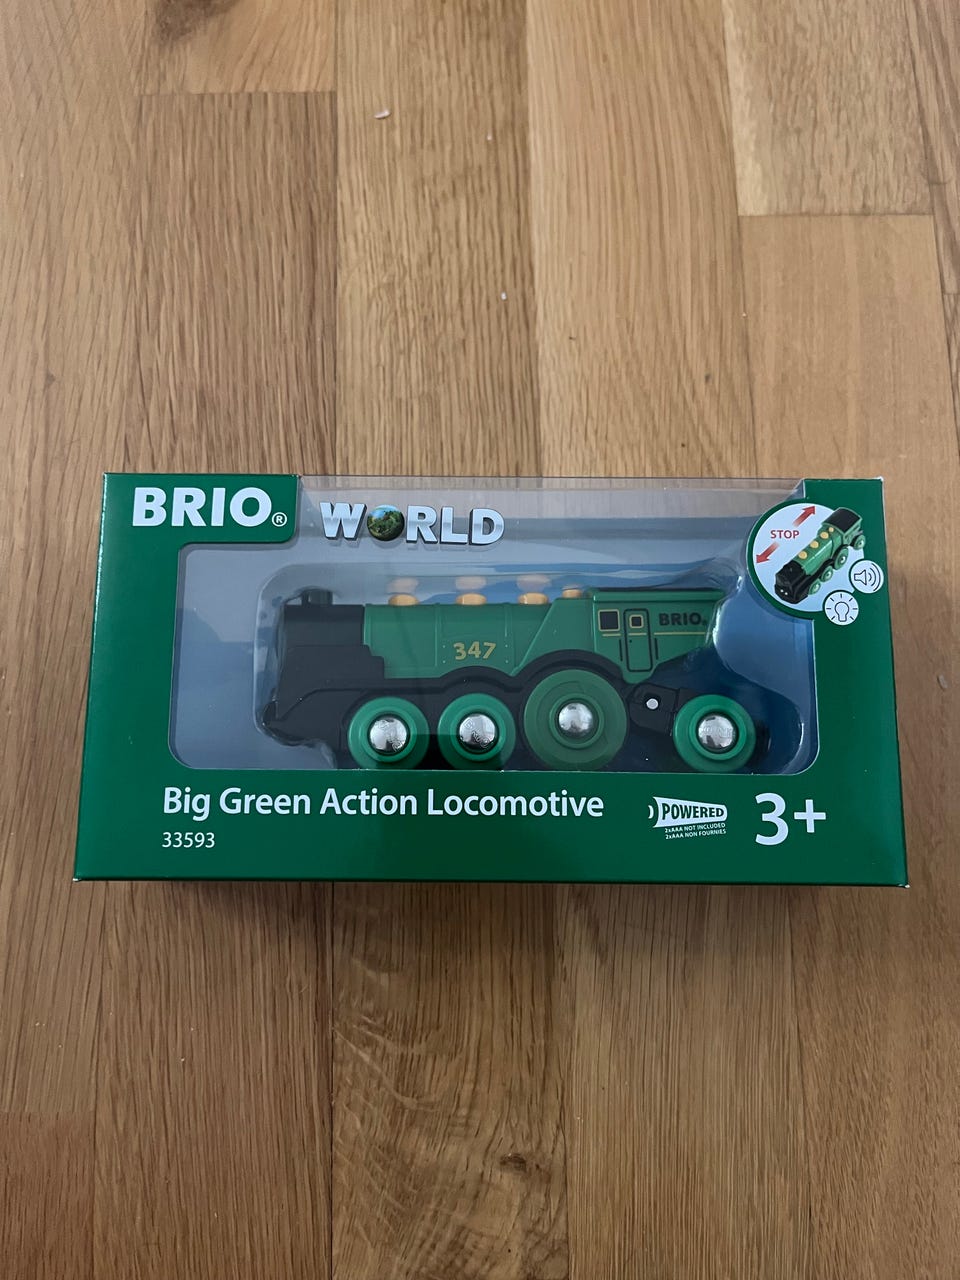 BRIO®
WORLD
STOP
347
BRIO®
Big Green Action Locomotive
33593
POWERED
2xAAA NOT INCLUDED
2xAAA NON FOURNIES
3+